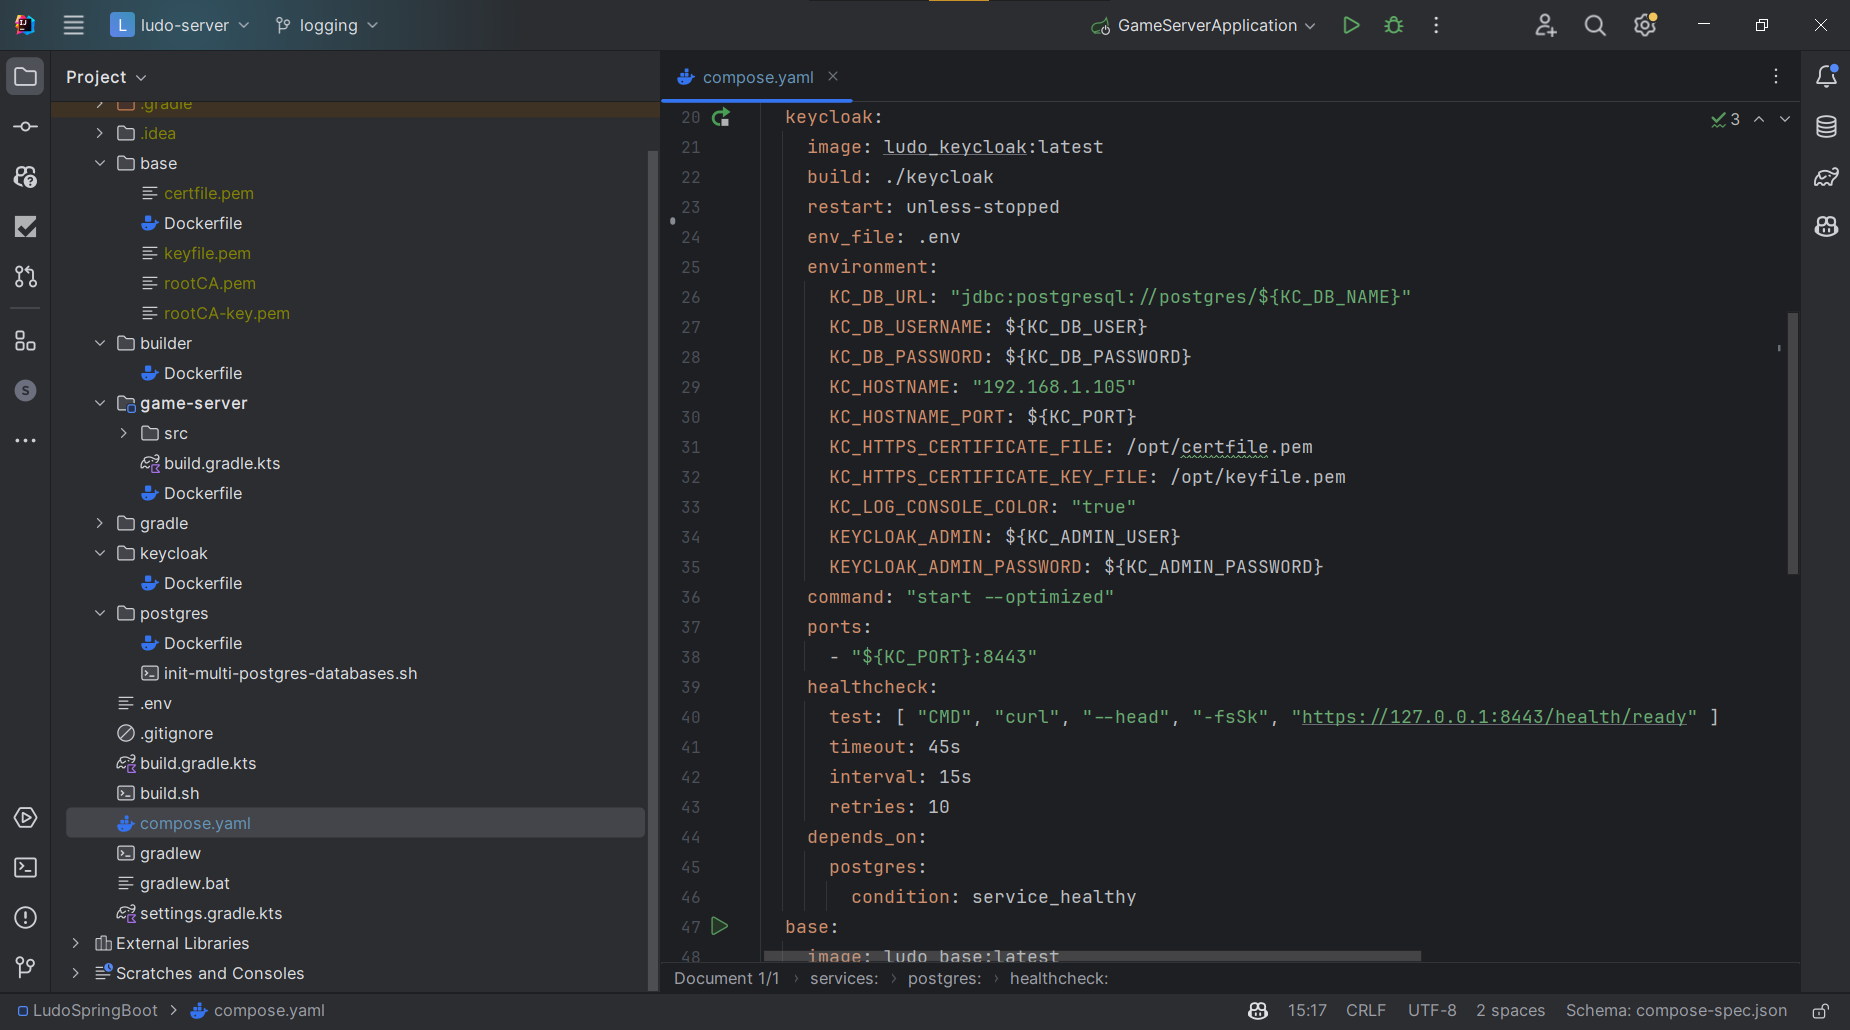 L ludo-server logging GameServerApplication
Project
.gradle
.idea
base
certfile.pem
Dockerfile
keyfile.pem
rootCA.pem
rootCA-key.pem
builder
Dockerfile
game-server
src
build.gradle.kts
Dockerfile
gradle
keycloak
Dockerfile
postgres
Dockerfile
init-multi-postgres-databases.sh
.env
.gitignore
build.gradle.kts
build.sh
compose.yaml
gradlew
gradlew.bat
settings.gradle.kts
External Libraries
Scratches and Consoles
S
compose.yaml
3
20 keycloak:
21 image: ludo_keycloak:latest
22 build: ./keycloak
23 restart: unless-stopped
24 env_file: .env
25 environment:
26 KC_DB_URL: "jdbc:postgresql://postgres/${KC_DB_NAME}"
27 KC_DB_USERNAME: ${KC_DB_USER}
28 KC_DB_PASSWORD: ${KC_DB_PASSWORD}
29 KC_HOSTNAME: "192.168.1.105"
30 KC_HOSTNAME_PORT: ${KC_PORT}
31 KC_HTTPS_CERTIFICATE_FILE: /opt/certfile.pem
32 KC_HTTPS_CERTIFICATE_KEY_FILE: /opt/keyfile.pem
33 KC_LOG_CONSOLE_COLOR: "true"
34 KEYCLOAK_ADMIN: ${KC_ADMIN_USER}
35 KEYCLOAK_ADMIN_PASSWORD: ${KC_ADMIN_PASSWORD}
36 command: "start --optimized"
37 ports:
38 - "${KC_PORT}:8443"
39 healthcheck:
40 test: [ "CMD", "curl", "--head", "-fsSk", "https://127.0.0.1:8443/health/ready" ]
41 timeout: 45s
42 interval: 15s
43 retries: 10
44 depends_on:
45 postgres:
46 condition: service_healthy
47 base:
48 image: ludo_base:latest
Document 1/1 › services: › postgres: › healthcheck:
LudoSpringBoot › compose.yaml
15:17 CRLF UTF-8 2 spaces Schema: compose-spec.json